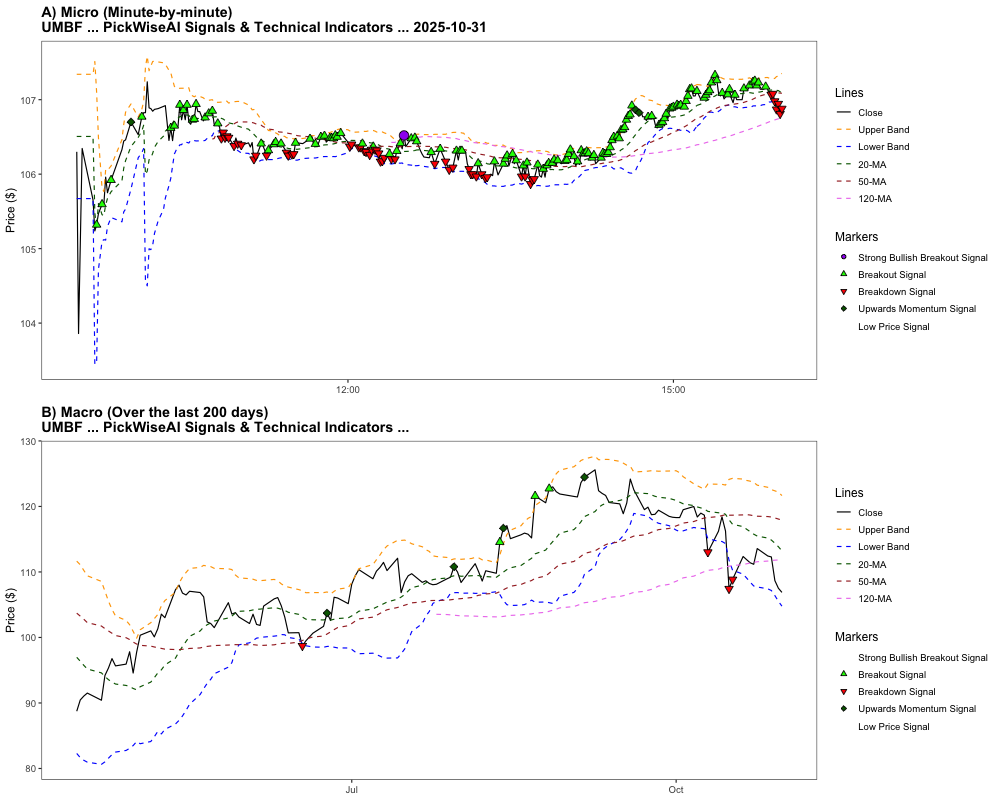 A) Micro (Minute-by-minute)
UMBF ... PickWiseAI Signals & Technical Indicators ... 2025-10-31
Price ($)
107
106
105
104
12:00
15:00
Lines
Close
Upper Band
Lower Band
20-MA
50-MA
120-MA
Markers
Strong Bullish Breakout Signal
Breakout Signal
Breakdown Signal
Upwards Momentum Signal
Low Price Signal
B) Macro (Over the last 200 days)
UMBF ... PickWiseAI Signals & Technical Indicators ...
Price ($)
130
120
110
100
90
80
Jul
Oct
Lines
Close
Upper Band
Lower Band
20-MA
50-MA
120-MA
Markers
Strong Bullish Breakout Signal
Breakout Signal
Breakdown Signal
Upwards Momentum Signal
Low Price Signal